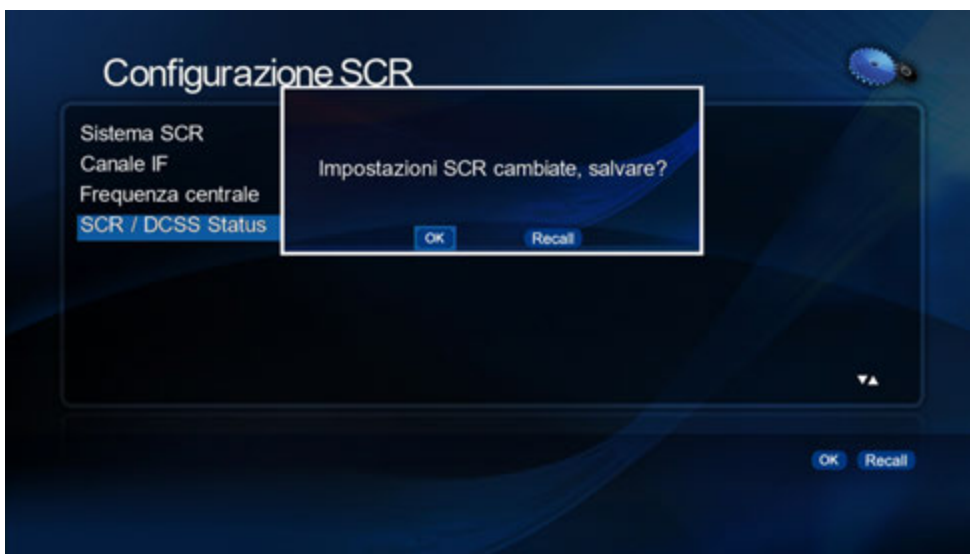 Configurazione SCR
Sistema SCR
Canale IF
Frequenza centrale
SCR / DCSS Status
Impostazioni SCR cambiate, salvare?
OK Recall
OK Recall